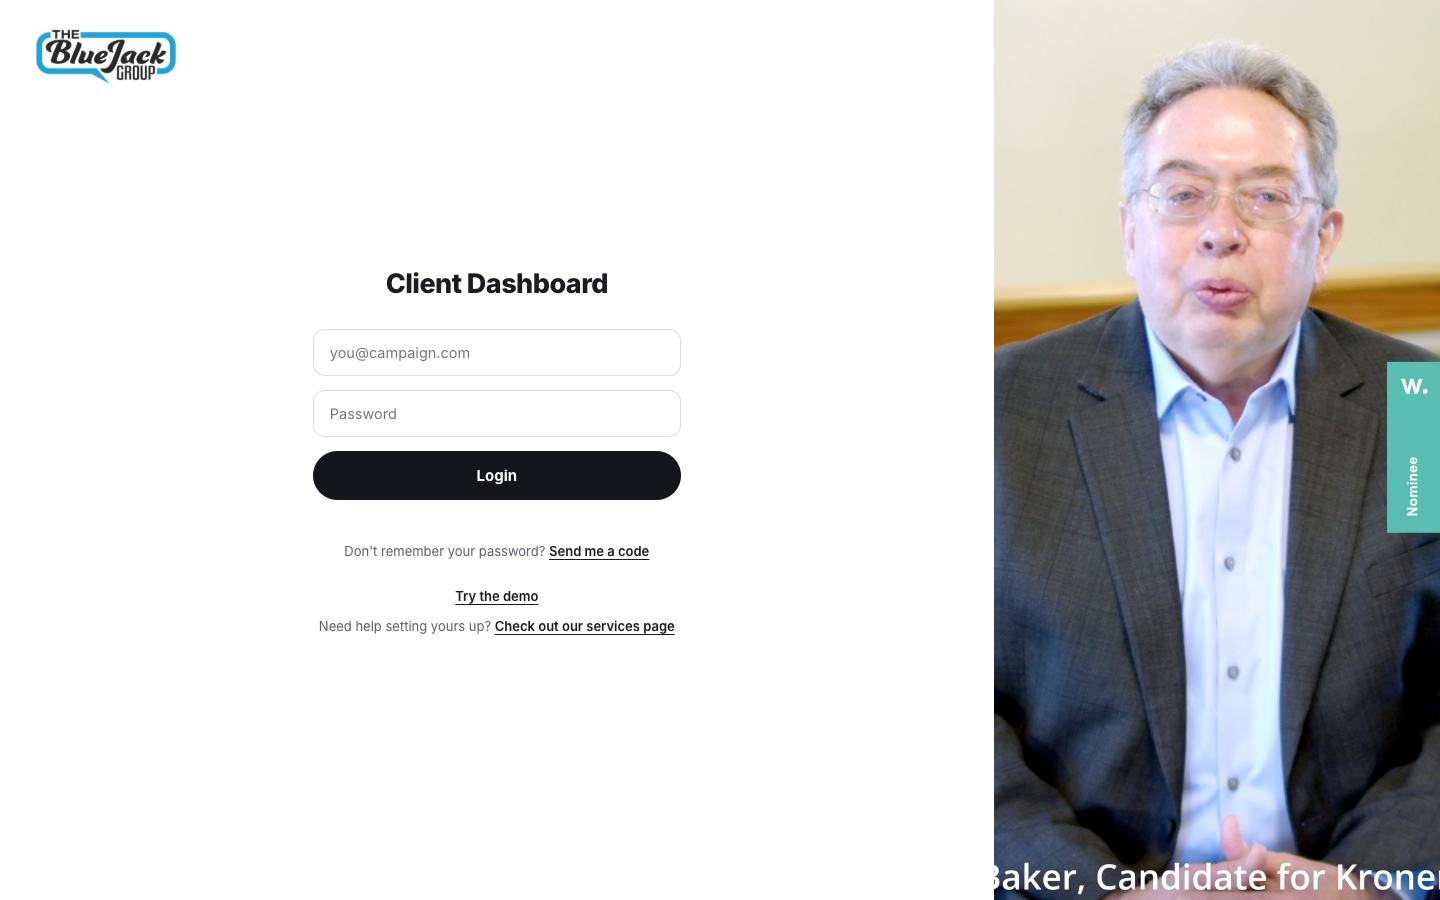 THE
BlueJack
GROUP
Client Dashboard
you@campaign.com
Password
Login
Don't remember your password? Send me a code
Try the demo
Need help setting yours up? Check out our services page
W.
Nominee
Baker, Candidate for Krone